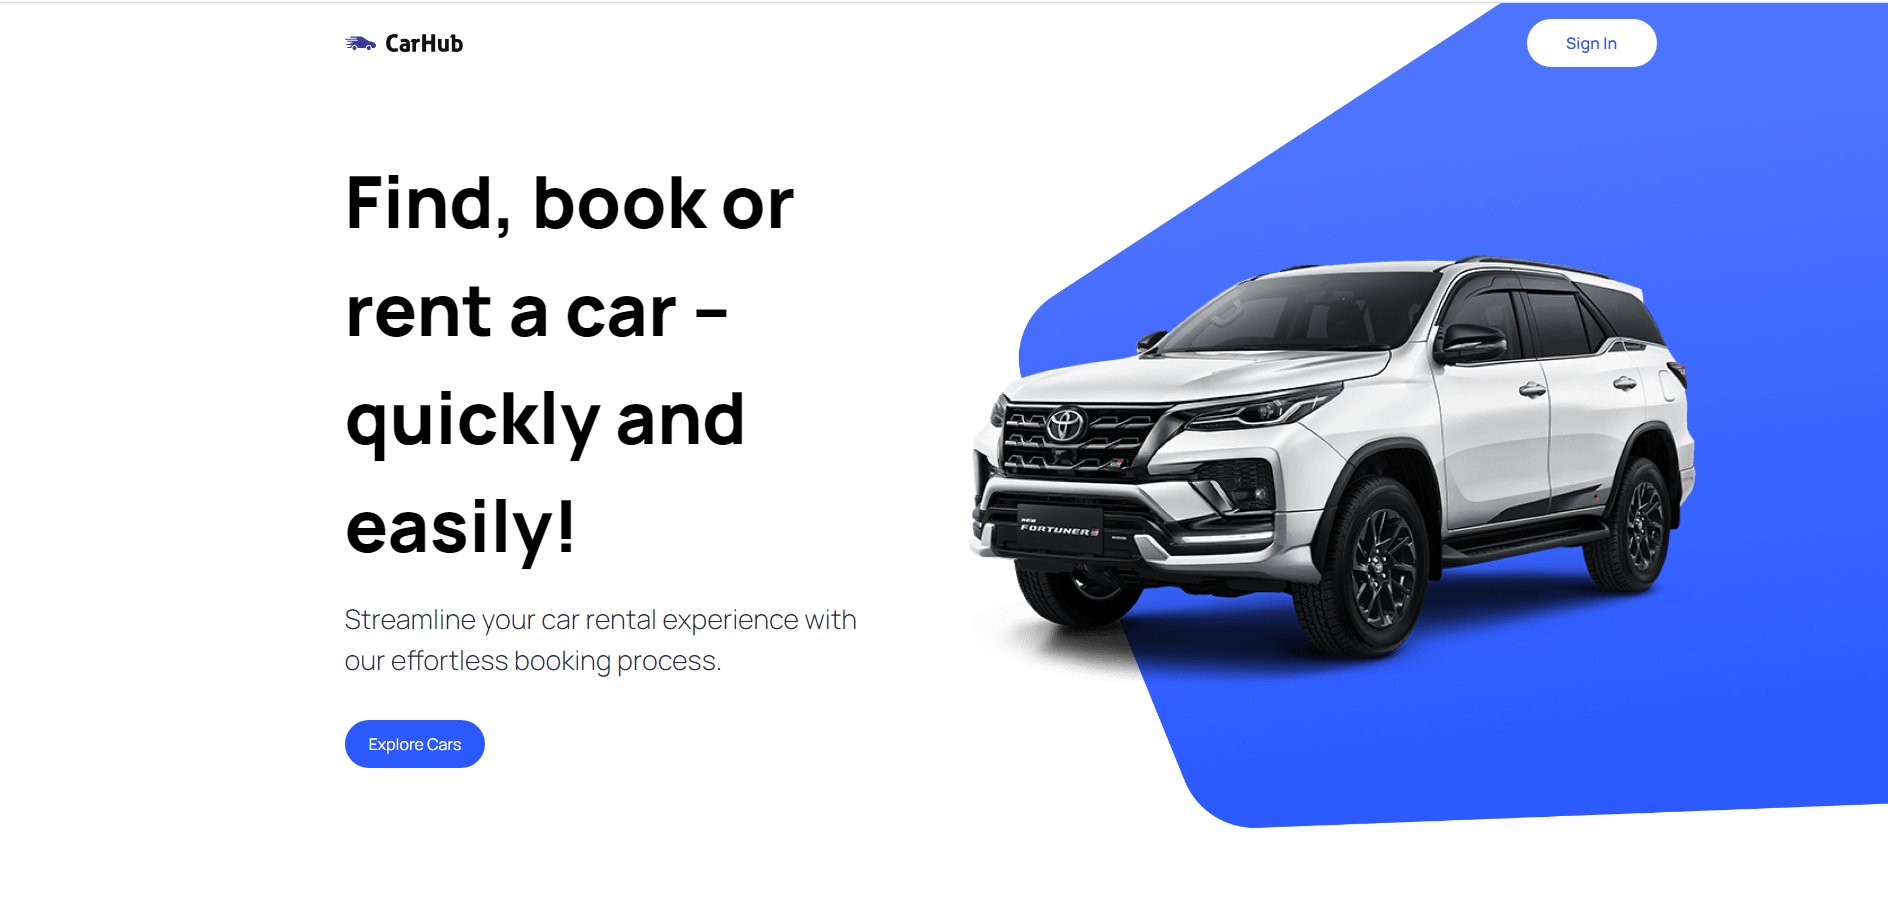 CarHub
Sign In
Find, book or
rent a car –
quickly and
easily!
Streamline your car rental experience with
our effortless booking process.
Explore Cars
NEW
FORTUNER